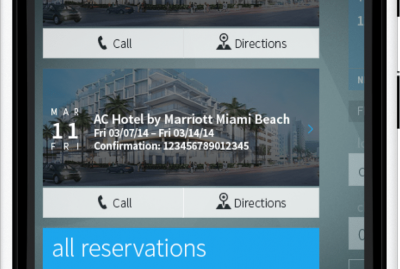 Call
Directions
MAR
11
FRI
AC Hotel by Marriott Miami Beach
Fri 03/07/14 – Fri 03/14/14
Confirmation: 123456789012345
Call
Directions
all reservations